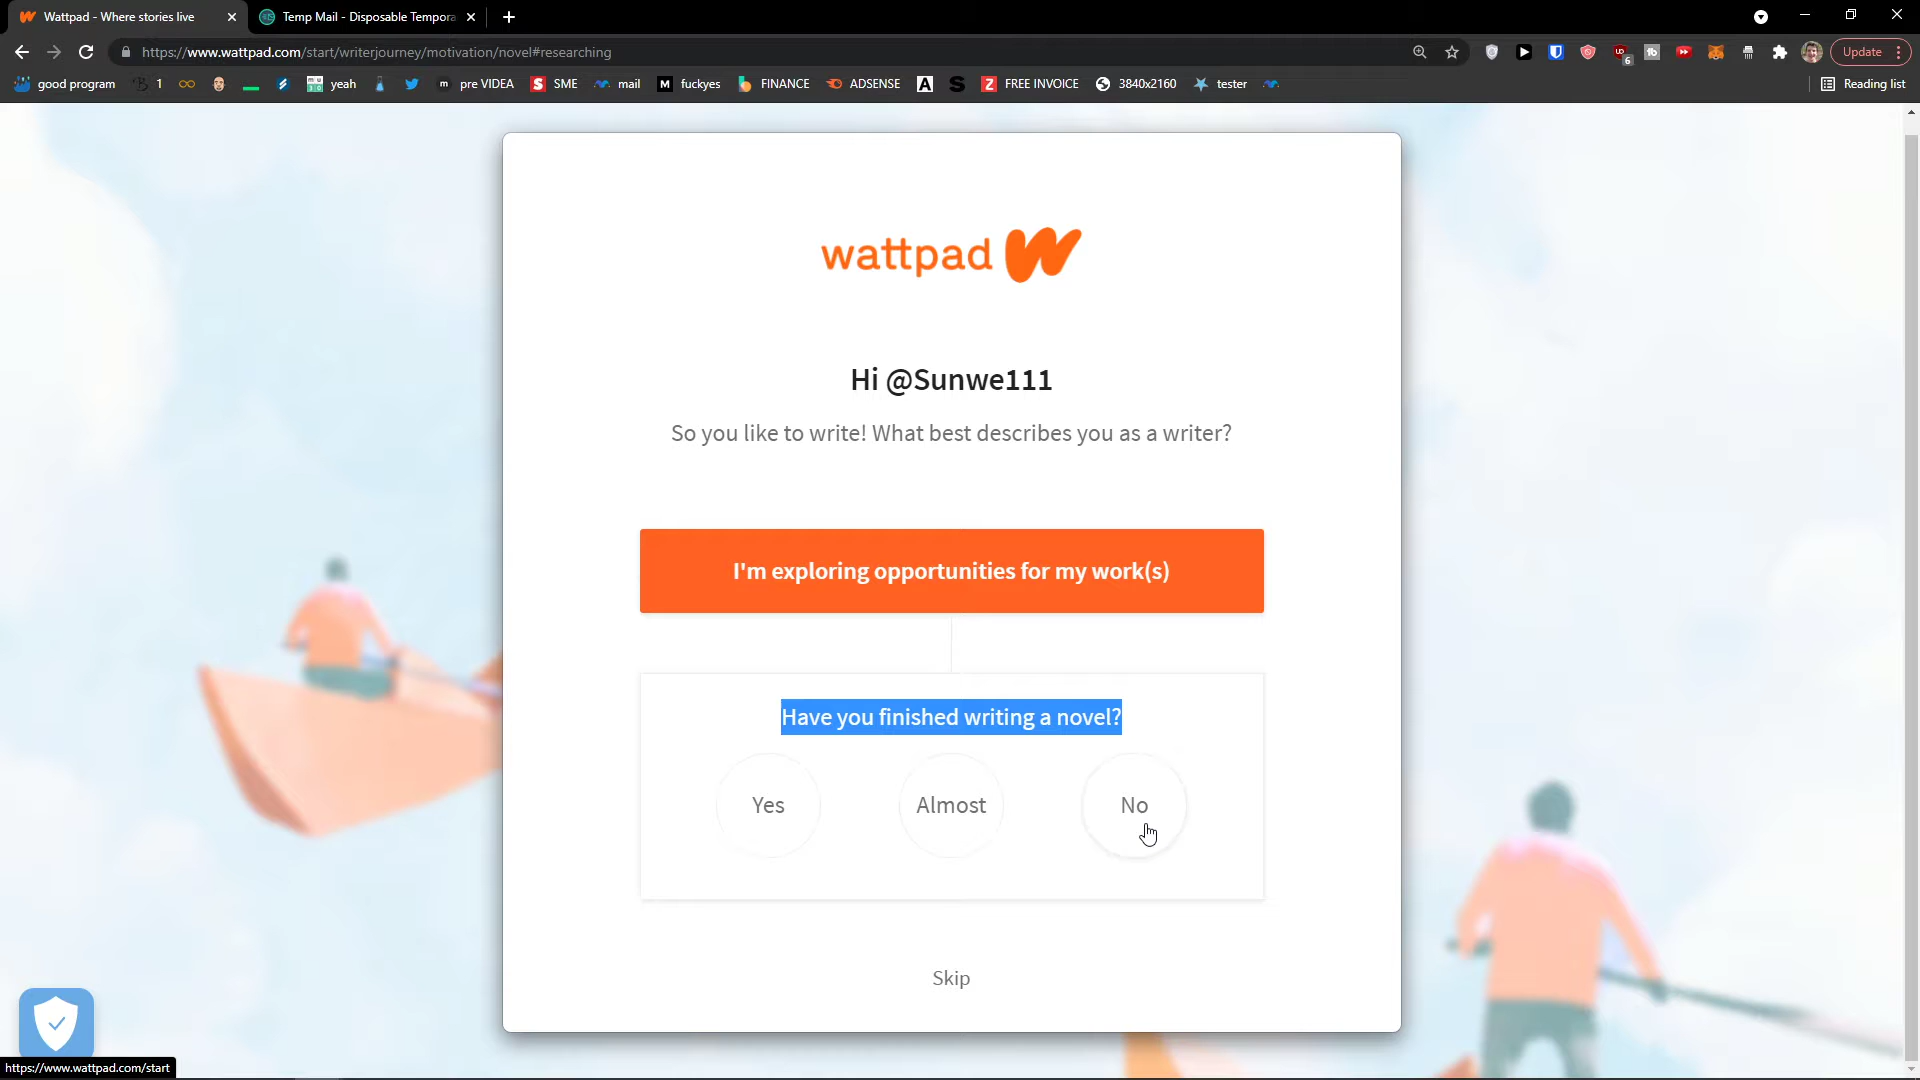 Wattpad - Where stories live
Temp Mail - Disposable Tempora
https://www.wattpad.com/start/writerjourney/motivation/novel#researching
6
Update
good program
1
yeah
pre VIDEA
SME
mail
fuckyes
FINANCE
ADSENSE
FREE INVOICE
3840x2160
tester
Reading list
wattpad
Hi @Sunwe111
So you like to write! What best describes you as a writer?
I'm exploring opportunities for my work(s)
Have you finished writing a novel?
Yes
Almost
No
Skip
https://www.wattpad.com/start